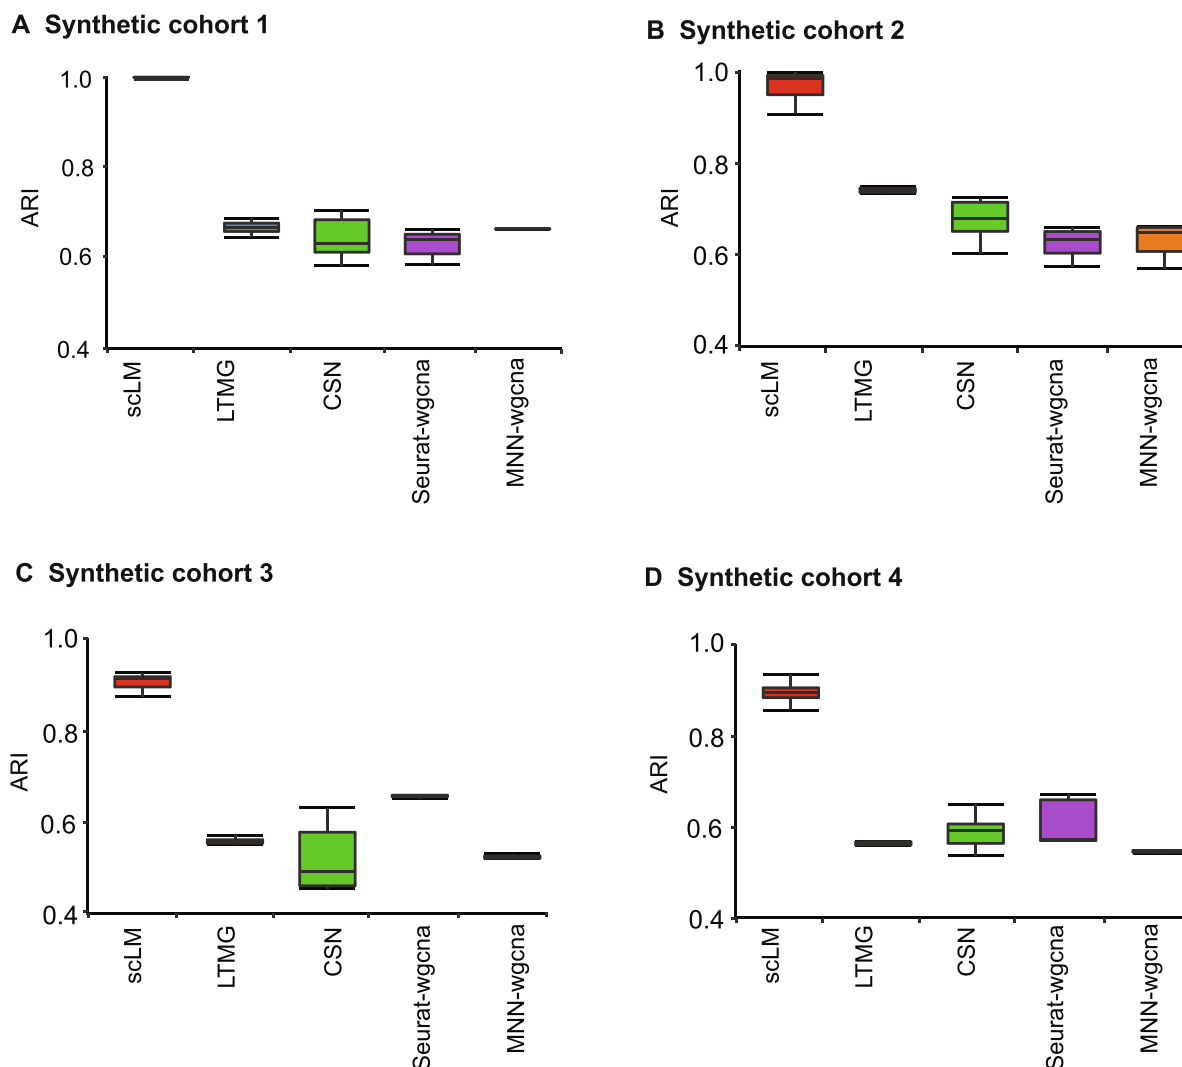 A Synthetic cohort 1
1.0
0.8
0.6
0.4
ARI
scLM
LTMG
CSN
Seurat-wgcna
MNN-wgcna
B Synthetic cohort 2
1.0
0.8
0.6
0.4
ARI
scLM
LTMG
CSN
Seurat-wgcna
MNN-wgcna
C Synthetic cohort 3
1.0
0.8
0.6
0.4
ARI
scLM
LTMG
CSN
Seurat-wgcna
MNN-wgcna
D Synthetic cohort 4
1.0
0.8
0.6
0.4
ARI
scLM
LTMG
CSN
Seurat-wgcna
MNN-wgcna